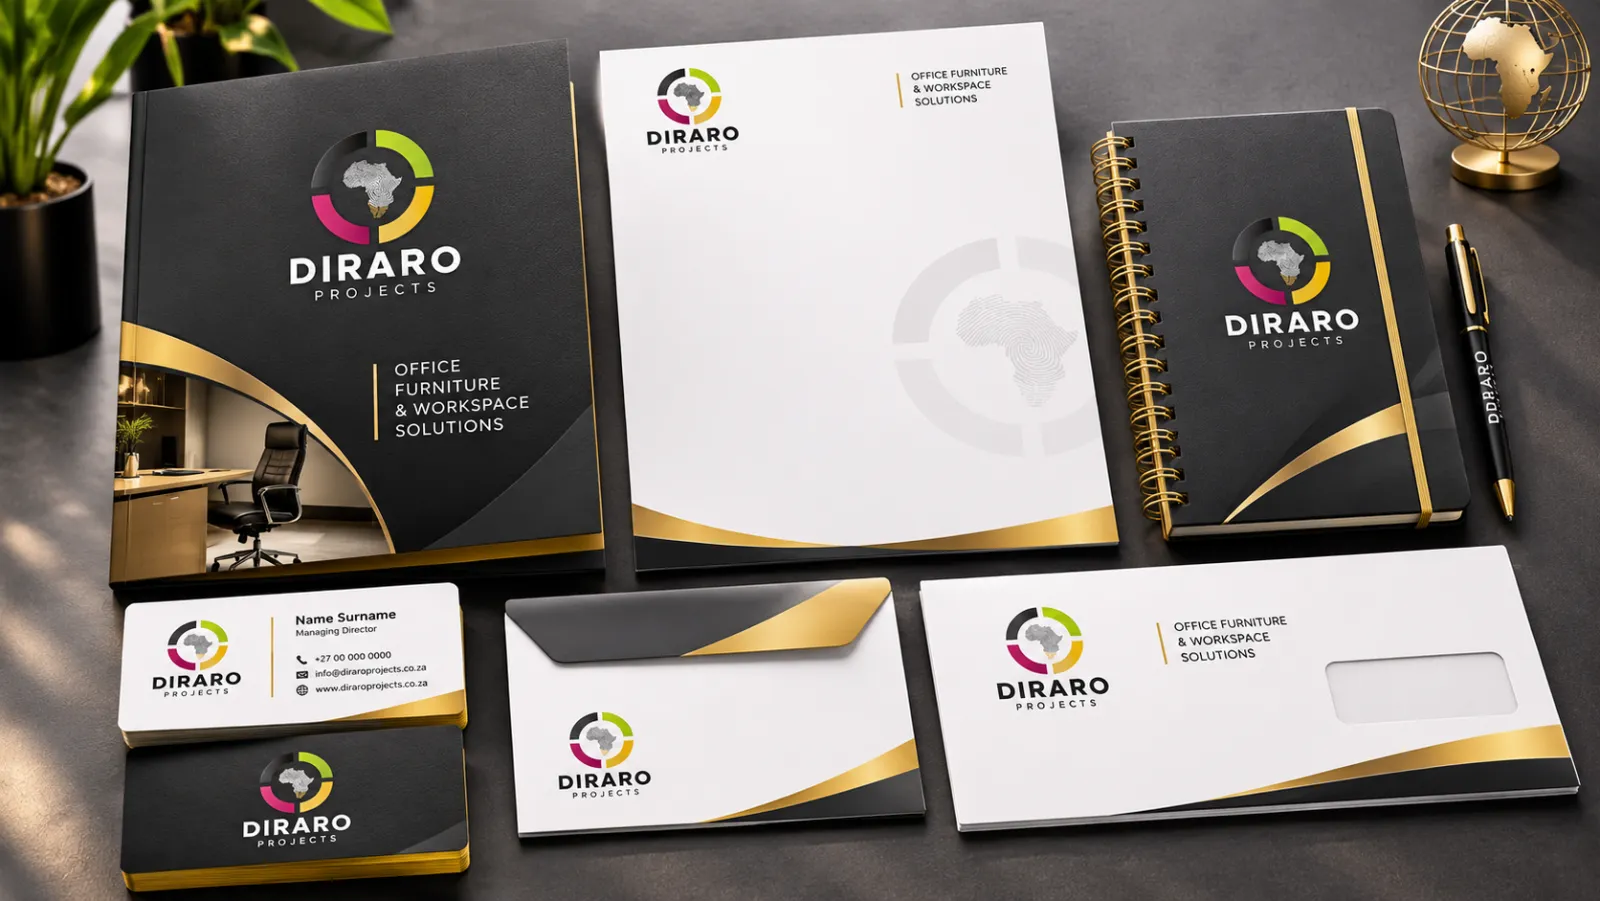 DIRARO
PROJECTS
OFFICE
FURNITURE
& WORKSPACE
SOLUTIONS
DIRARO
PROJECTS
OFFICE FURNITURE
& WORKSPACE
SOLUTIONS
DIRARO
PROJECTS
DIRARO
Name Surname
Managing Director
+27 00 000 0000
info@diraroprojects.co.za
www.diraroprojects.co.za
DIRARO
PROJECTS
DIRARO
PROJECTS
DIRARO
PROJECTS
OFFICE FURNITURE
& WORKSPACE
SOLUTIONS
DIRARO
PROJECTS